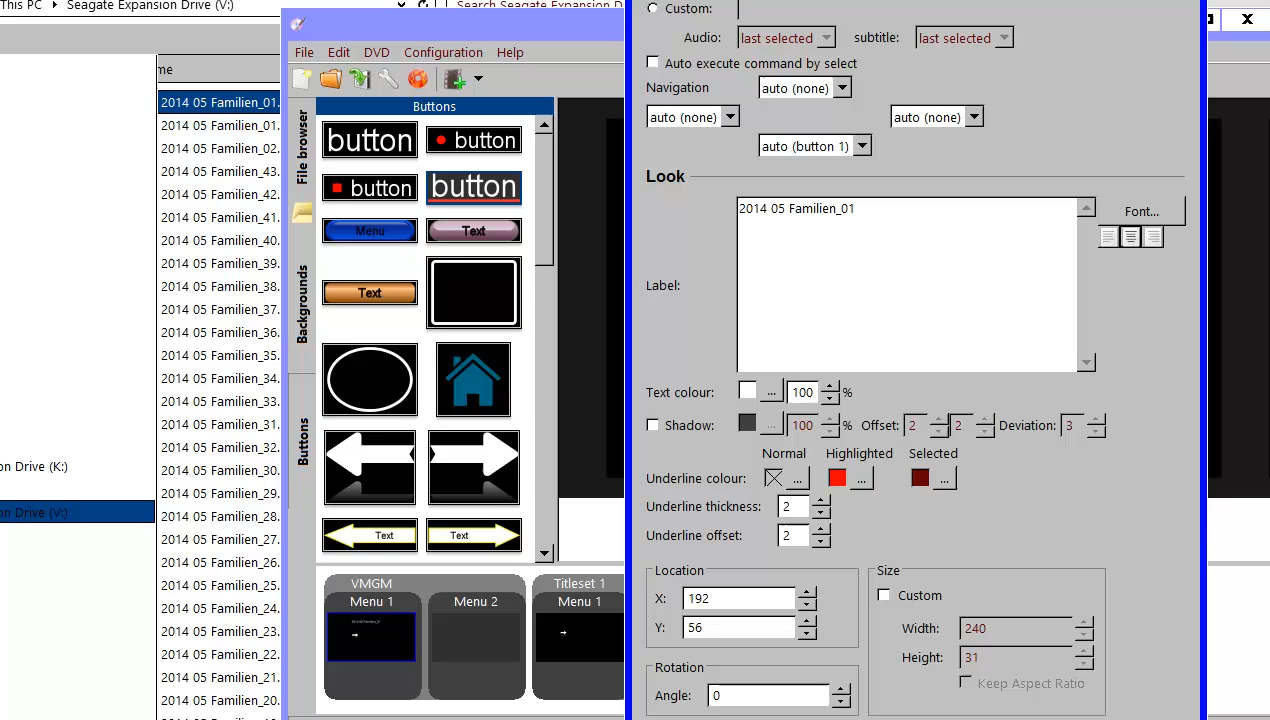 This PC
Seagate Expansion Drive (V:)
Search Seagate Expansion D
Custom:
Audio:
last selected
subtitle:
last selected
File
Edit
DVD
Configuration
Help
Auto execute command by select
me
Navigation
auto (none)
auto (none)
auto (none)
auto (button 1)
Buttons
File browser
Backgrounds
Buttons
button
button
button
button
Menu
Text
Text
Text
Text
2014 05 Familien_01.
2014 05 Familien_01.
2014 05 Familien_02.
2014 05 Familien_43.
2014 05 Familien_42.
2014 05 Familien_41.
2014 05 Familien_40.
2014 05 Familien_39.
2014 05 Familien_38.
2014 05 Familien_37.
2014 05 Familien_36.
2014 05 Familien_35.
2014 05 Familien_34.
2014 05 Familien_33.
2014 05 Familien_31.
2014 05 Familien_32.
2014 05 Familien_30.
2014 05 Familien_29.
2014 05 Familien_28.
2014 05 Familien_27.
2014 05 Familien_26.
2014 05 Familien_25.
2014 05 Familien_24.
2014 05 Familien_23.
2014 05 Familien_22.
2014 05 Familien_21.
2014 05 Familien_20.
on Drive (K:)
on Drive (V:)
Look
2014 05 Familien_01
Font...
Label:
Text colour:
...
100
%
Shadow:
...
100
%
Offset:
2
2
Deviation:
3
Normal
Highlighted
Selected
Underline colour:
...
...
...
Underline thickness:
2
Underline offset:
2
Location
X:
192
Y:
56
Size
Custom
Width:
240
Height:
31
Keep Aspect Ratio
Rotation
Angle:
0
VMGM
Menu 1
Menu 2
Titleset 1
Menu 1
2014 05 Familien_01